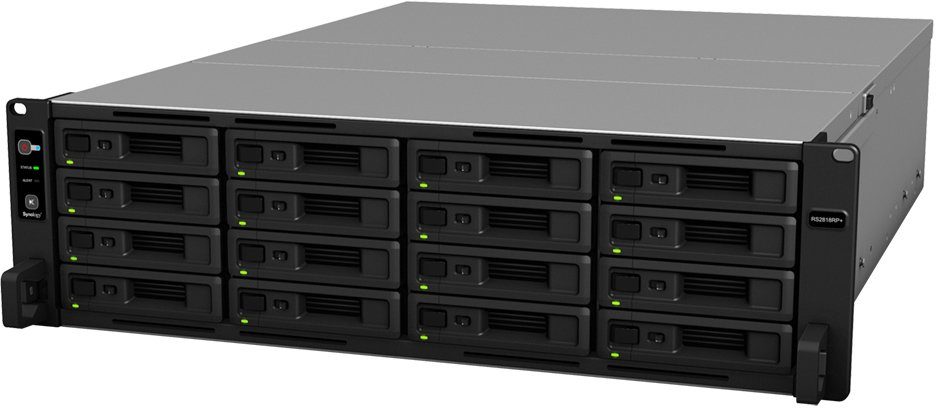 STATUS
ALERT
Synology
RS2818RP+